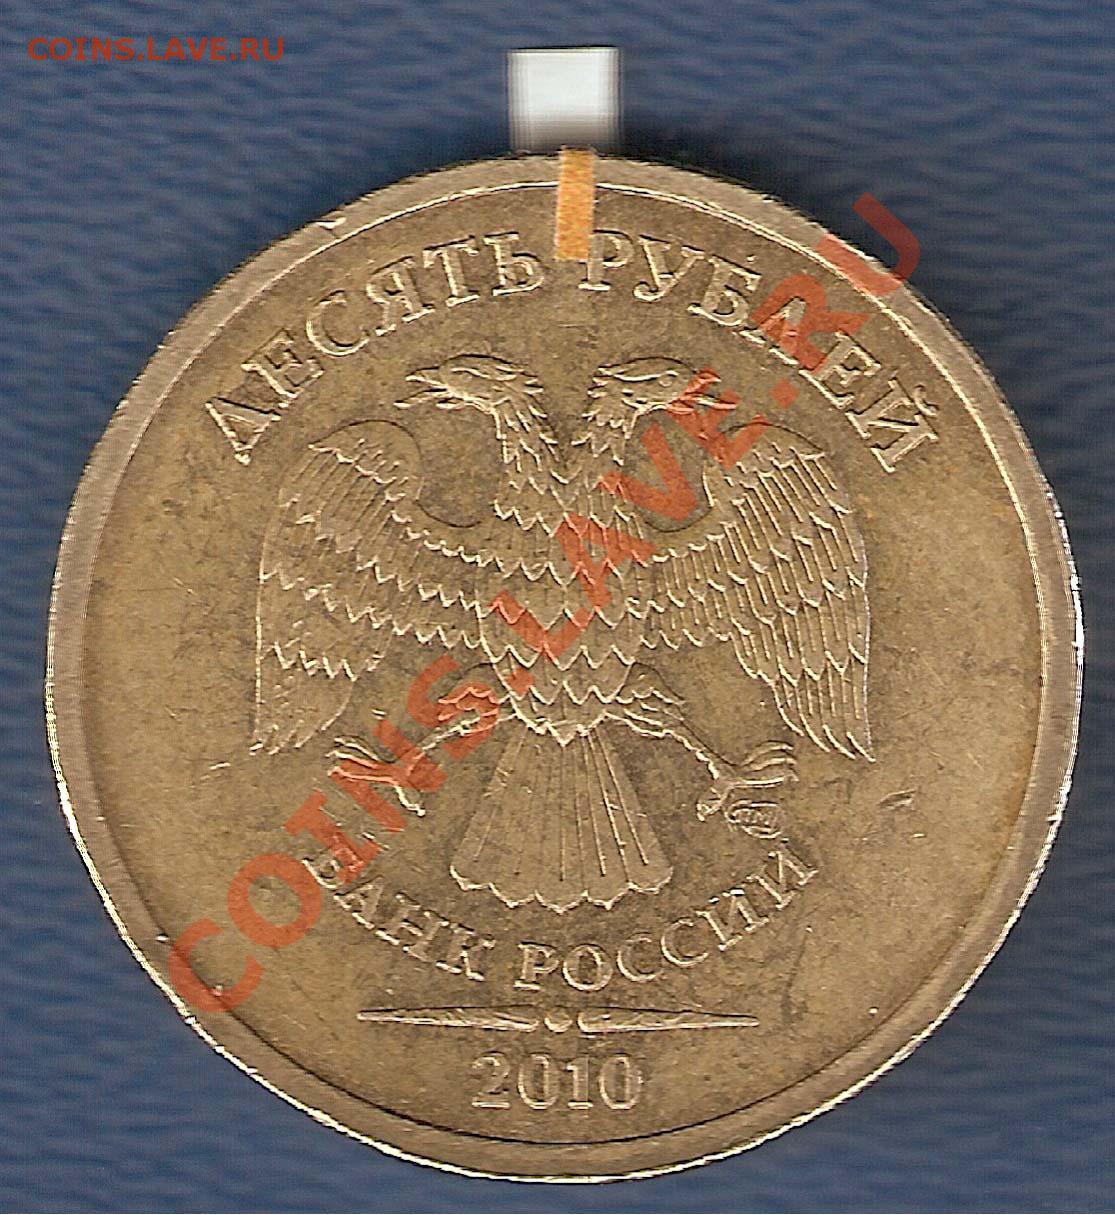 COINS.LAVE.RU
ДЕСЯТЬ РУБЛЕЙ
COINS.LAVE.RU
БАНК РОССИИ
2010